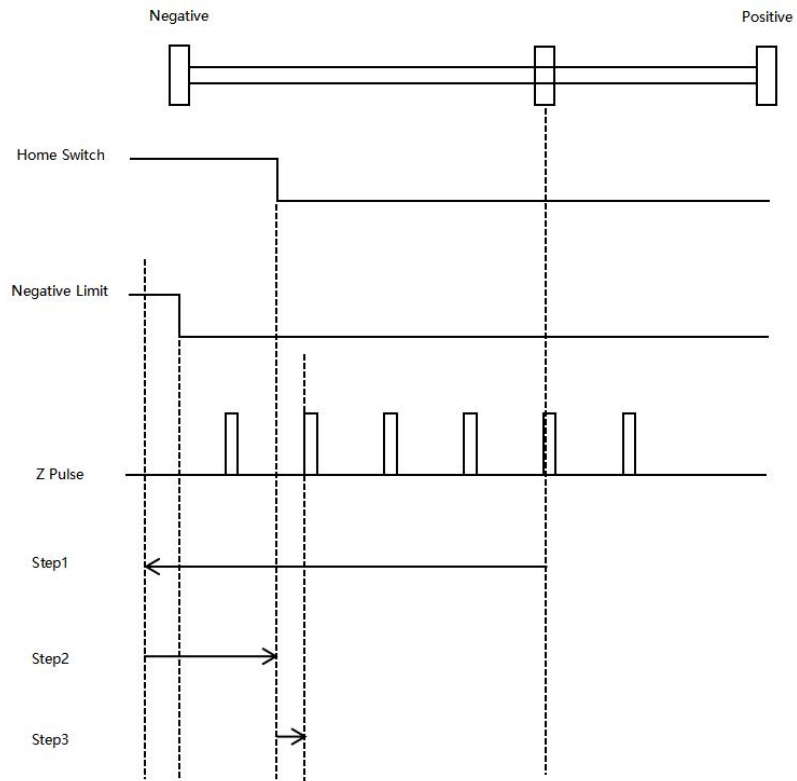 Negative
Positive
Home Switch
Negative Limit
Z Pulse
Step1
Step2
Step3